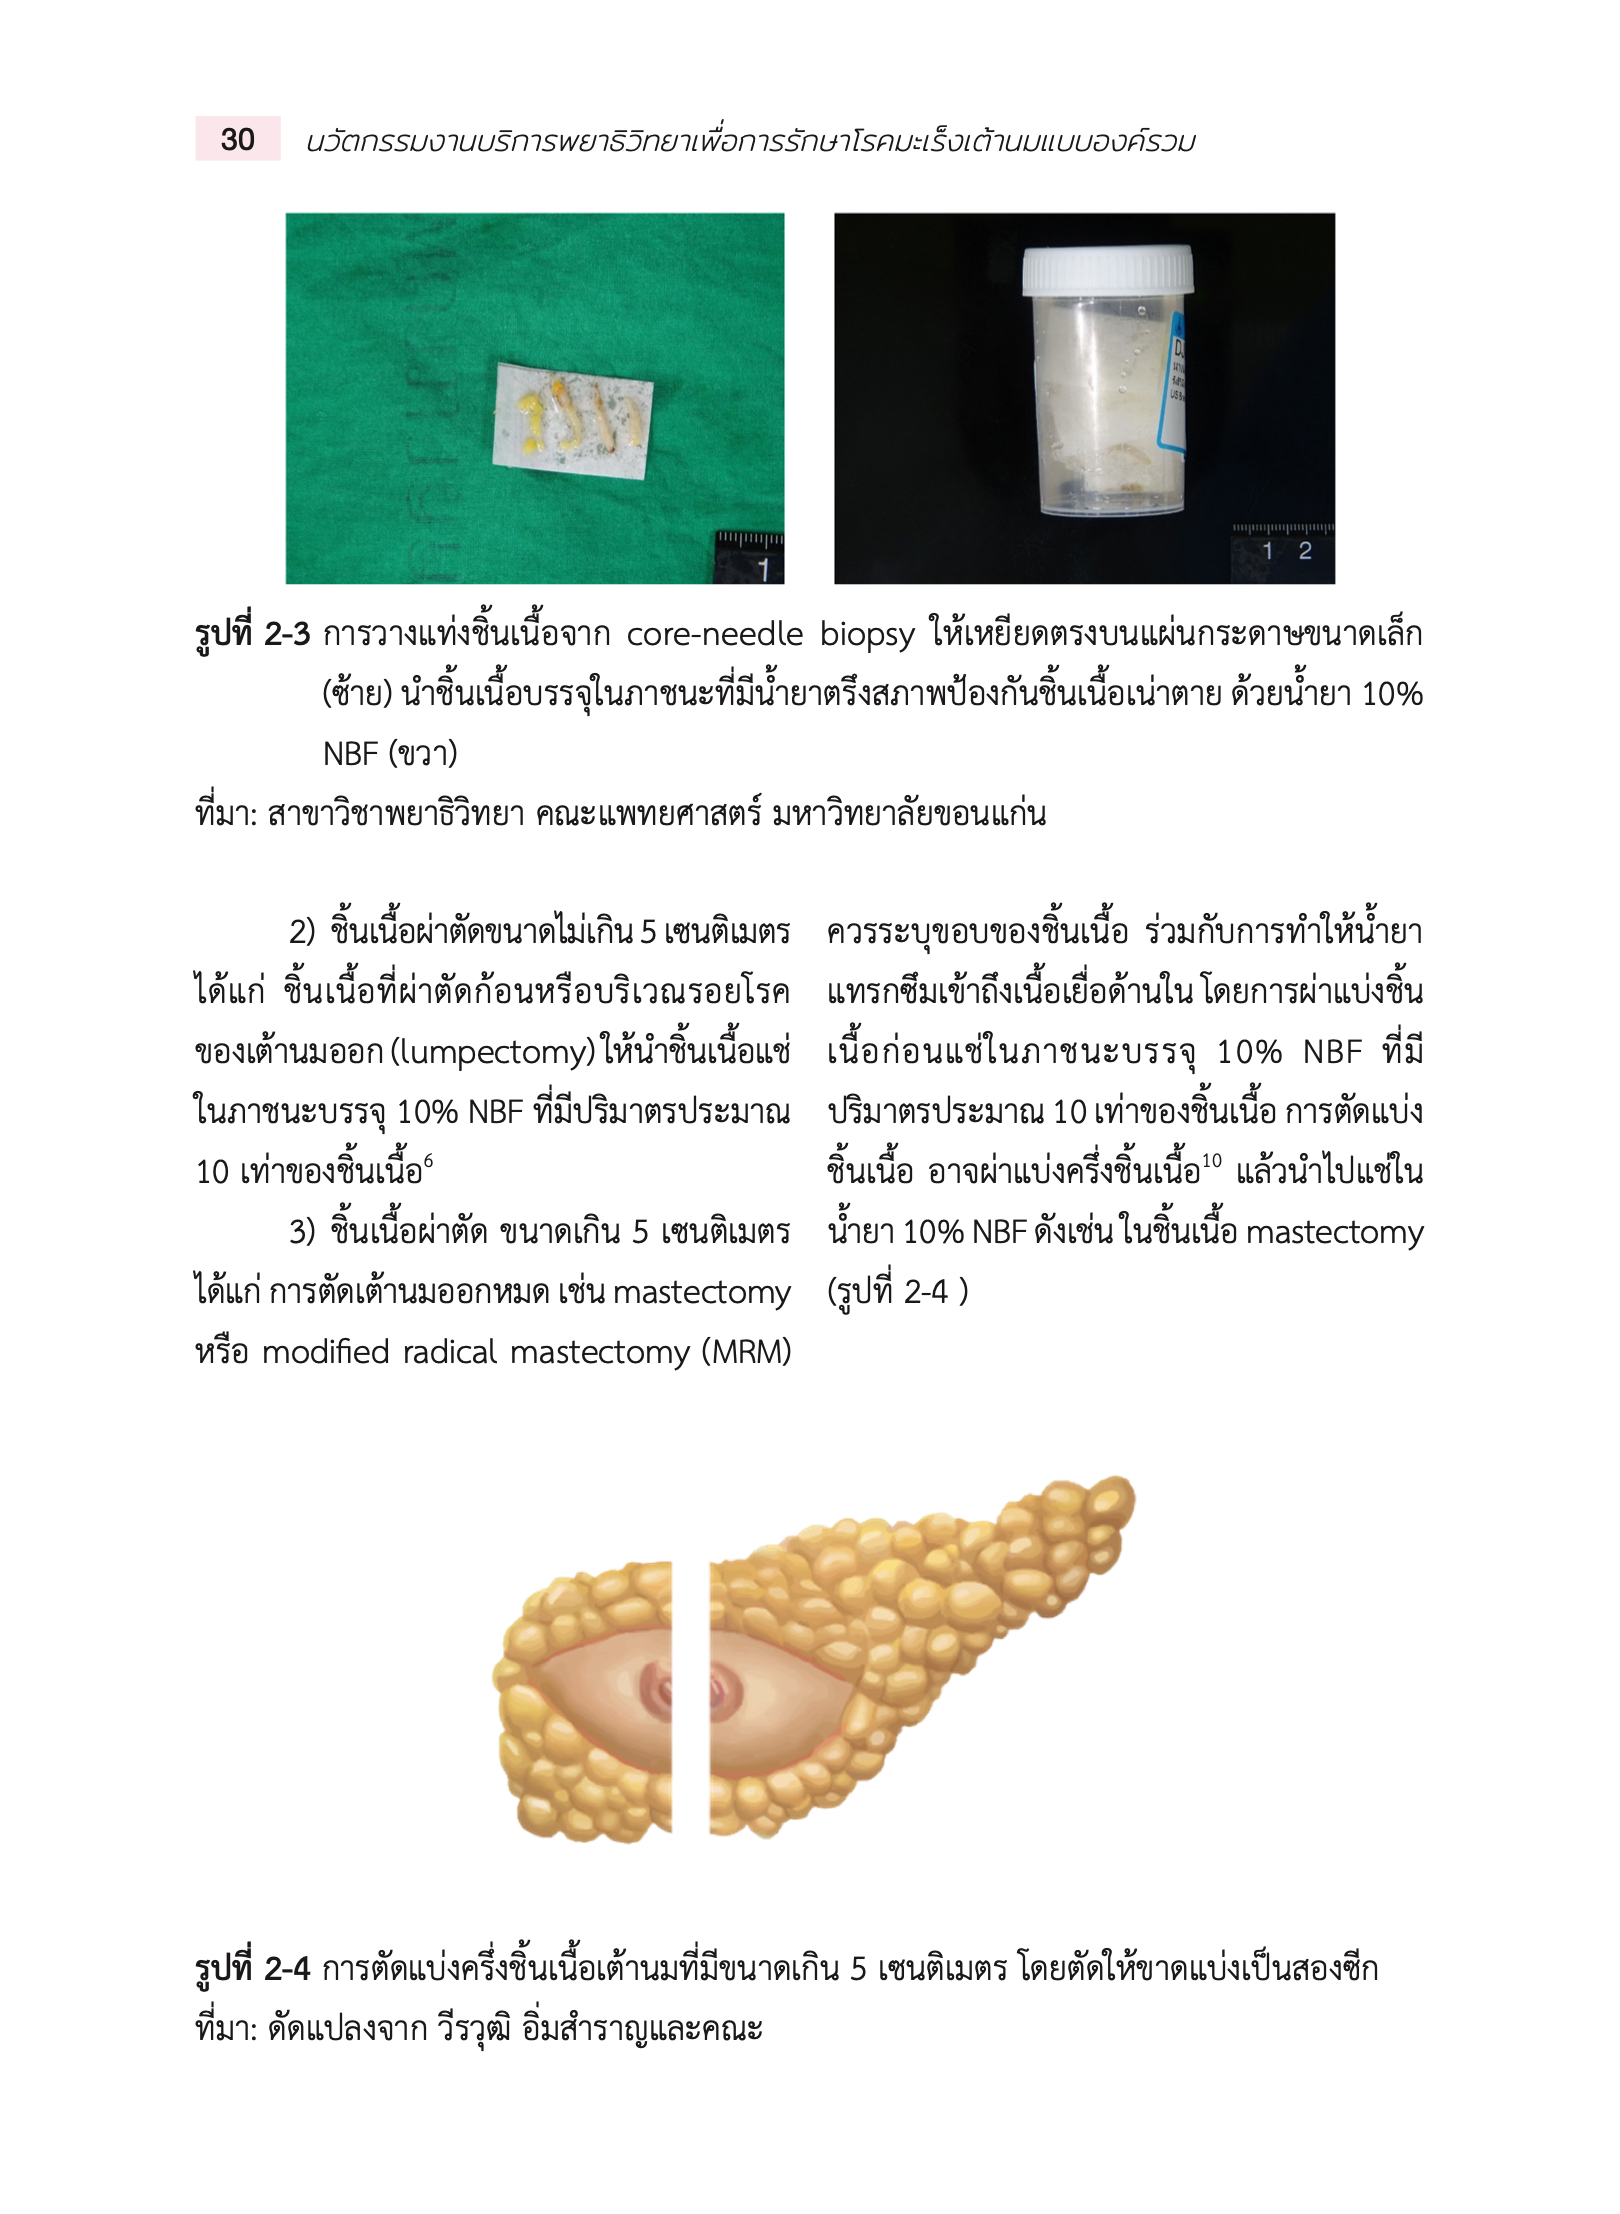 30 นวัตกรรมงานบริการพยาธิวิทยาเพื่อการรักษาโรคมะเร็งเต้านมแบบองค์รวม
1
1 2
รูปที่ 2-3 การวางแท่งชิ้นเนื้อจาก core-needle biopsy ให้เหยียดตรงบนแผ่นกระดาษขนาดเล็ก
(ซ้าย) นำชิ้นเนื้อบรรจุในภาชนะที่มีน้ำยาตรึงสภาพป้องกันชิ้นเนื้อเน่าตาย ด้วยน้ำยา 10%
NBF (ขวา)
ที่มา: สาขาวิชาพยาธิวิทยา คณะแพทยศาสตร์ มหาวิทยาลัยขอนแก่น
2) ชิ้นเนื้อผ่าตัดขนาดไม่เกิน 5 เซนติเมตร
ได้แก่ ชิ้นเนื้อที่ผ่าตัดก้อนหรือบริเวณรอยโรค
ของเต้านมออก (lumpectomy) ให้นำชิ้นเนื้อแช่
ในภาชนะบรรจุ 10% NBF ที่มีปริมาตรประมาณ
10 เท่าของชิ้นเนื้อ6
3) ชิ้นเนื้อผ่าตัด ขนาดเกิน 5 เซนติเมตร
ได้แก่ การตัดเต้านมออกหมด เช่น mastectomy
หรือ modified radical mastectomy (MRM)
ควรระบุขอบของชิ้นเนื้อ ร่วมกับการทำให้น้ำยา
แทรกซึมเข้าถึงเนื้อเยื่อด้านใน โดยการผ่าแบ่งชิ้น
เนื้อก่อนแช่ในภาชนะบรรจุ 10% NBF ที่มี
ปริมาตรประมาณ 10 เท่าของชิ้นเนื้อ การตัดแบ่ง
ชิ้นเนื้อ อาจผ่าแบ่งครึ่งชิ้นเนื้อ10 แล้วนำไปแช่ใน
น้ำยา 10% NBF ดังเช่น ในชิ้นเนื้อ mastectomy
(รูปที่ 2-4 )
รูปที่ 2-4 การตัดแบ่งครึ่งชิ้นเนื้อเต้านมที่มีขนาดเกิน 5 เซนติเมตร โดยตัดให้ขาดแบ่งเป็นสองซีก
ที่มา: ดัดแปลงจาก วีรวุฒิ อิ่มสำราญและคณะ